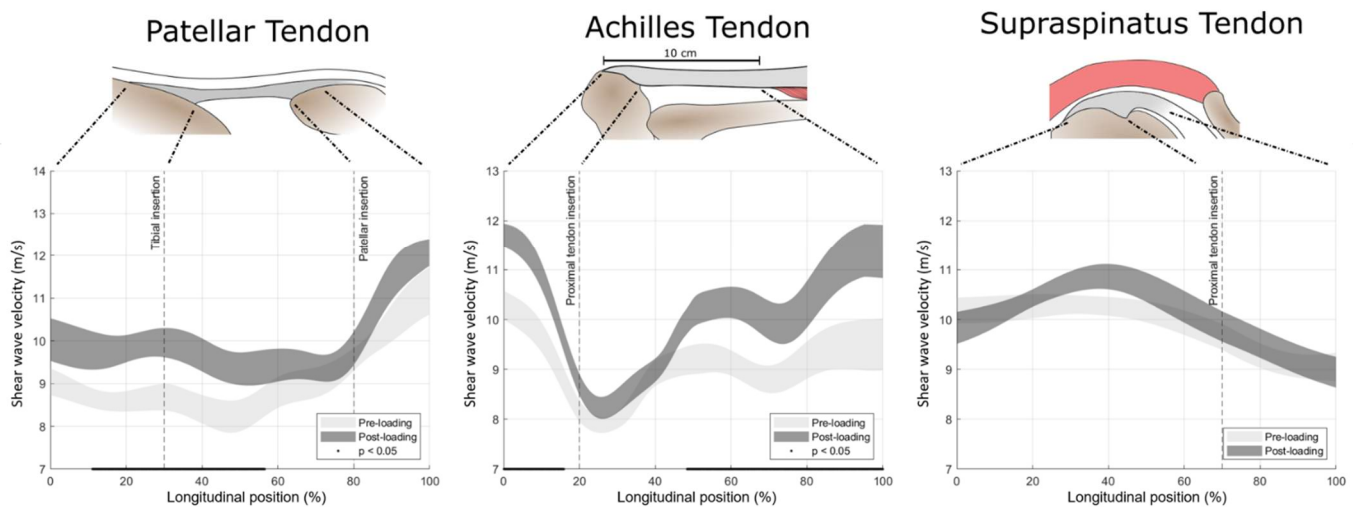 Patellar Tendon
Achilles Tendon
Supraspinatus Tendon
10 cm
Shear wave velocity (m/s)
14
13
12
11
10
9
8
7
Tibial insertion
Patellar insertion
Pre-loading
Post-loading
p < 0.05
0
20
40
60
80
100
Longitudinal position (%)
Shear wave velocity (m/s)
13
12
11
10
9
8
7
Proximal tendon insertion
Pre-loading
Post-loading
p < 0.05
0
20
40
60
80
100
Longitudinal position (%)
Shear wave velocity (m/s)
13
12
11
10
9
8
7
Proximal tendon insertion
Pre-loading
Post-loading
0
20
40
60
80
100
Longitudinal position (%)